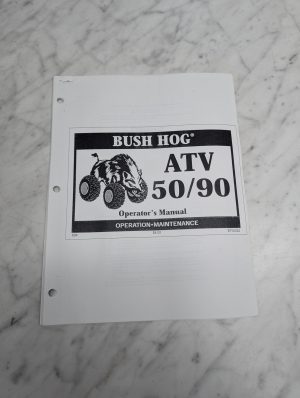 BUSH HOG®
ATV
50/90
Operator's Manual
OPERATION-MAINTENANCE